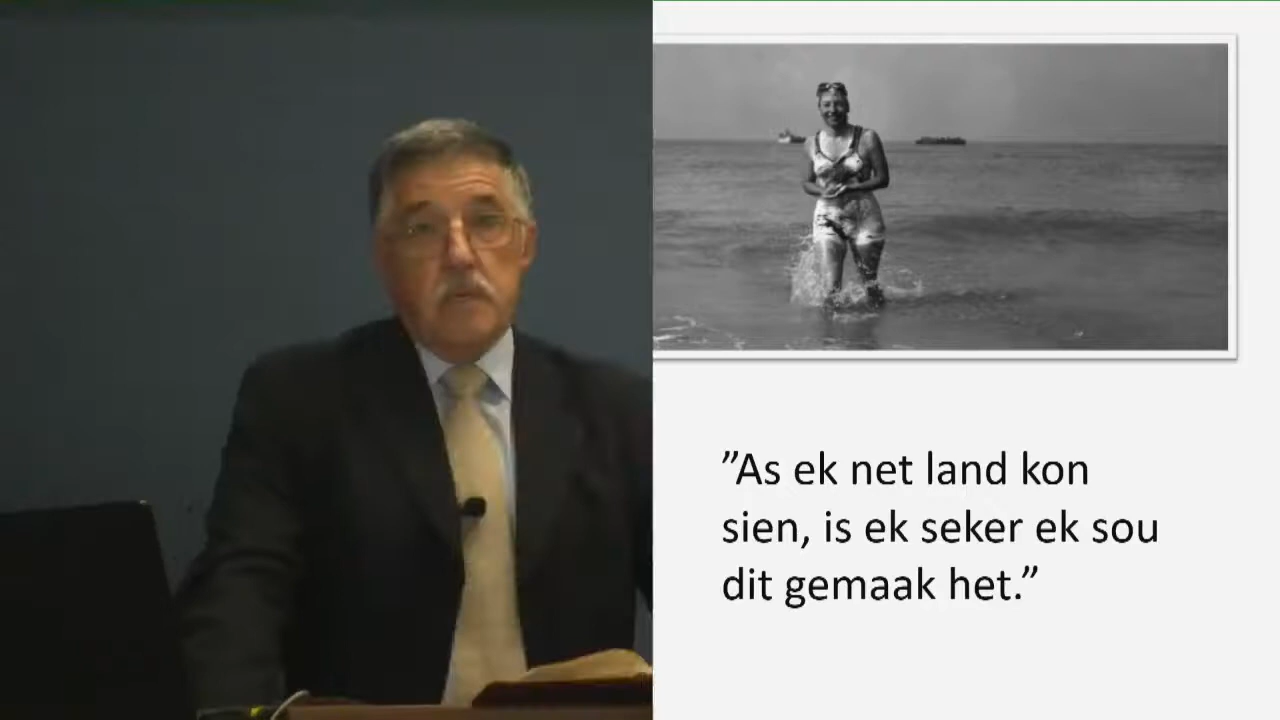 ”As ek net land kon
sien, is ek seker ek sou
dit gemaak het.”